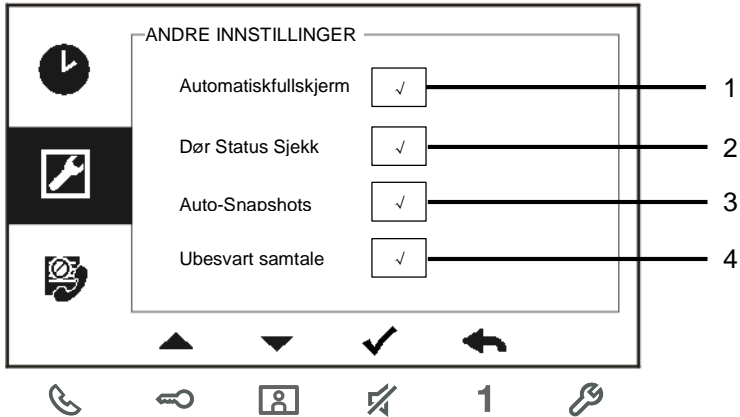 ANDRE INNSTILLINGER
Automatiskfullskjerm √ 1
Dør Status Sjekk √ 2
Auto-Snapshots √ 3
Ubesvart samtale √ 4
1